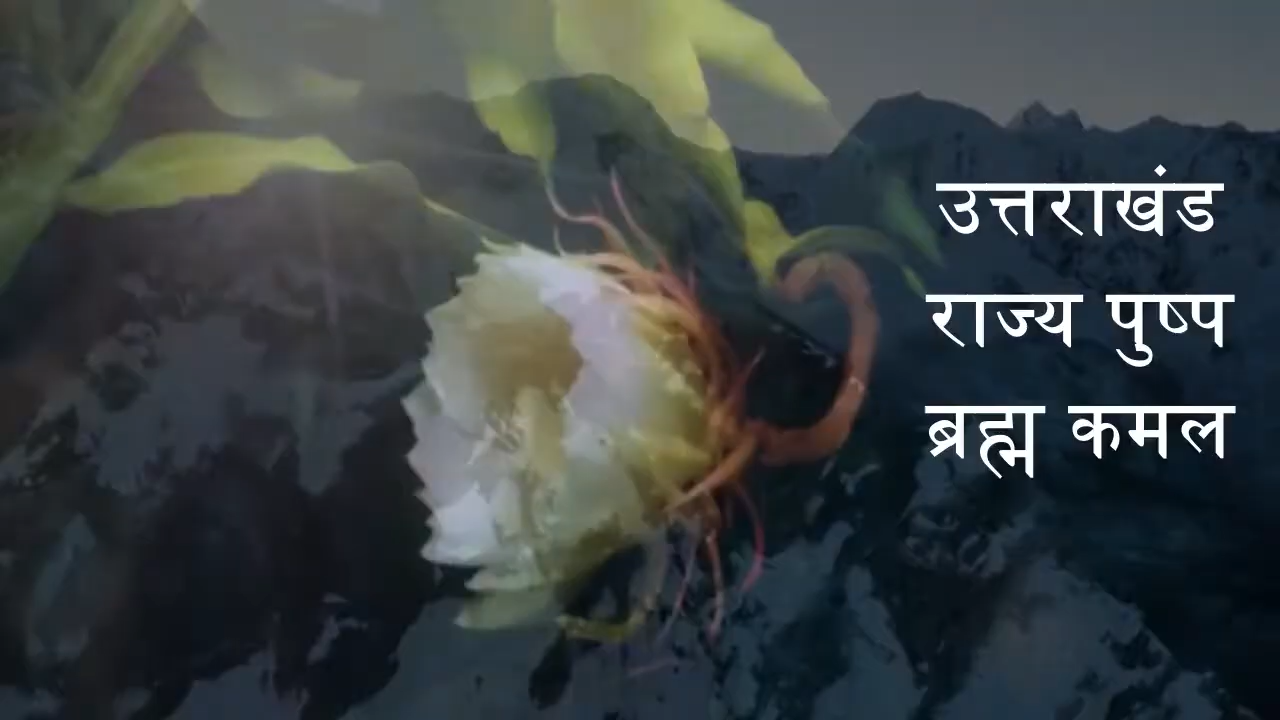 उत्तराखंड
राज्य पुष्प
ब्रह्म कमल